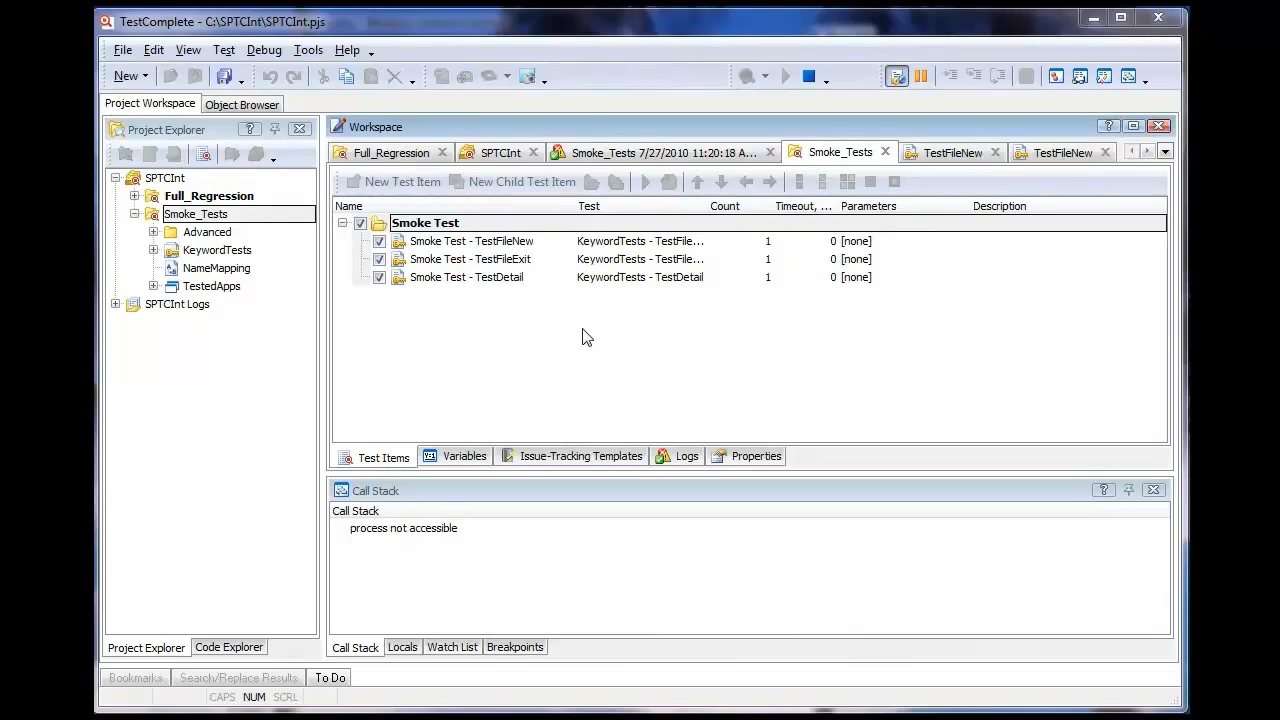 TestComplete - C:\SPTCInt\SPTCInt.pjs
File Edit View Test Debug Tools Help
New
Project Workspace Object Browser
Project Explorer
SPTCInt
Full_Regression
Smoke_Tests
Advanced
KeywordTests
NameMapping
TestedApps
SPTCInt Logs
Project Explorer Code Explorer
Workspace
Full_Regression SPTCInt Smoke_Tests 7/27/2010 11:20:18 A... Smoke_Tests TestFileNew TestFileNew
New Test Item New Child Test Item
Name Test Count Timeout, ... Parameters Description
Smoke Test
Smoke Test - TestFileNew KeywordTests - TestFile... 1 0 [none]
Smoke Test - TestFileExit KeywordTests - TestFile... 1 0 [none]
Smoke Test - TestDetail KeywordTests - TestDetail 1 0 [none]
Test Items Variables Issue-Tracking Templates Logs Properties
Call Stack
Call Stack
process not accessible
Call Stack Locals Watch List Breakpoints
Bookmarks Search/Replace Results To Do
CAPS NUM SCRL